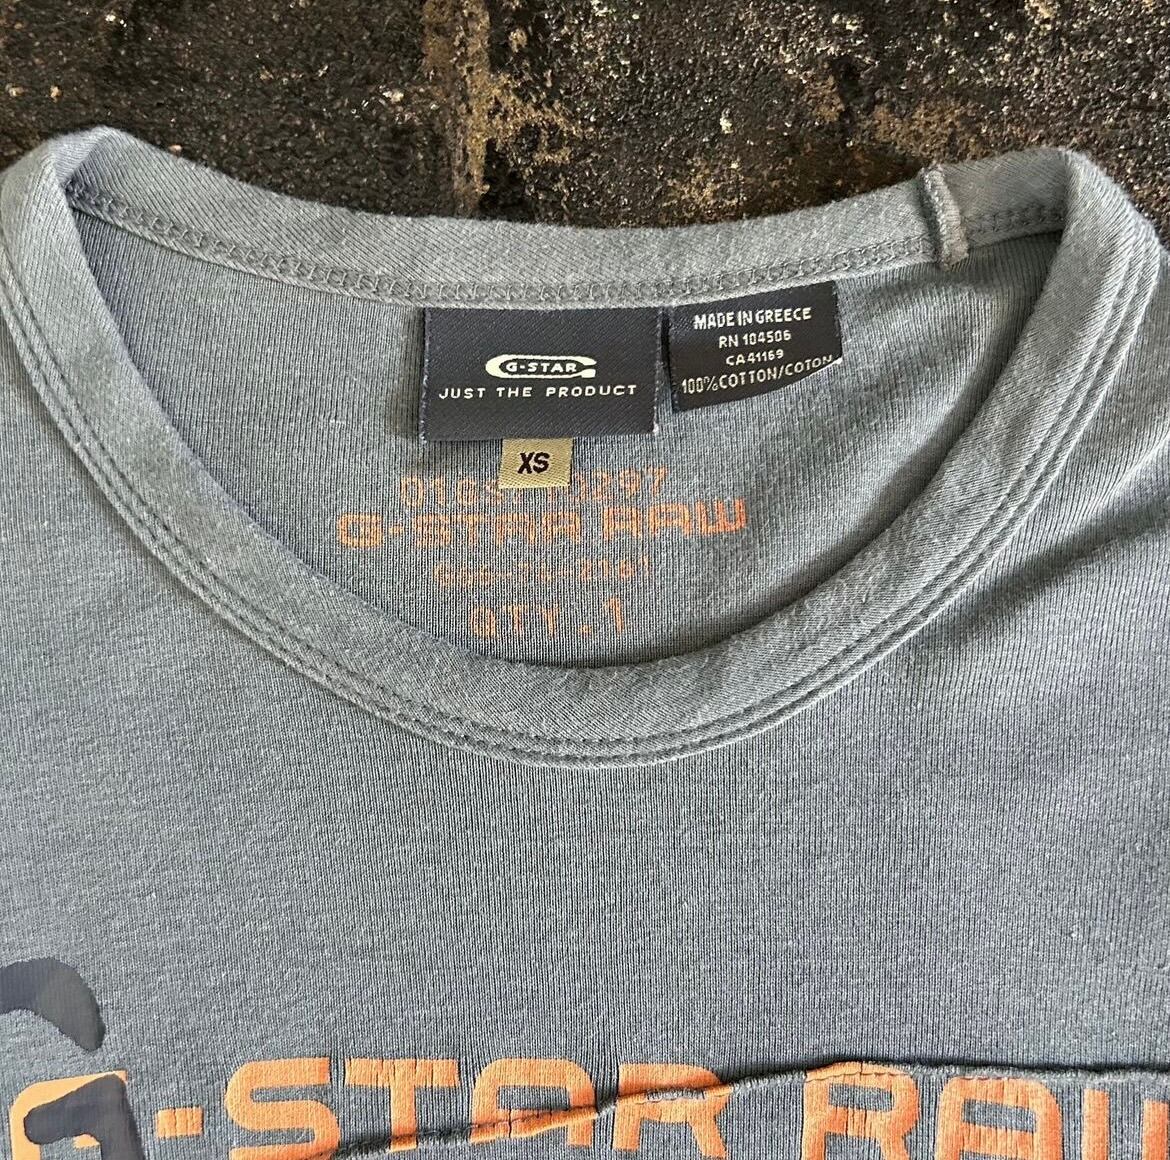 G-STAR
JUST THE PRODUCT
XS
MADE IN GREECE
RN 104506
CA41169
100%COTTON/COTON
G-STAR RAW
QTY.1
G-STAR RAW